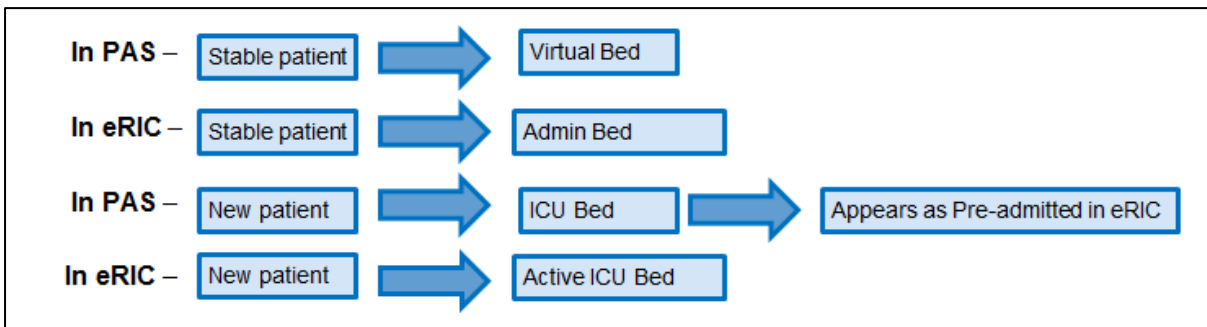 In PAS – Stable patient Virtual Bed
In eRIC – Stable patient Admin Bed
In PAS – New patient ICU Bed Appears as Pre-admitted in eRIC
In eRIC – New patient Active ICU Bed